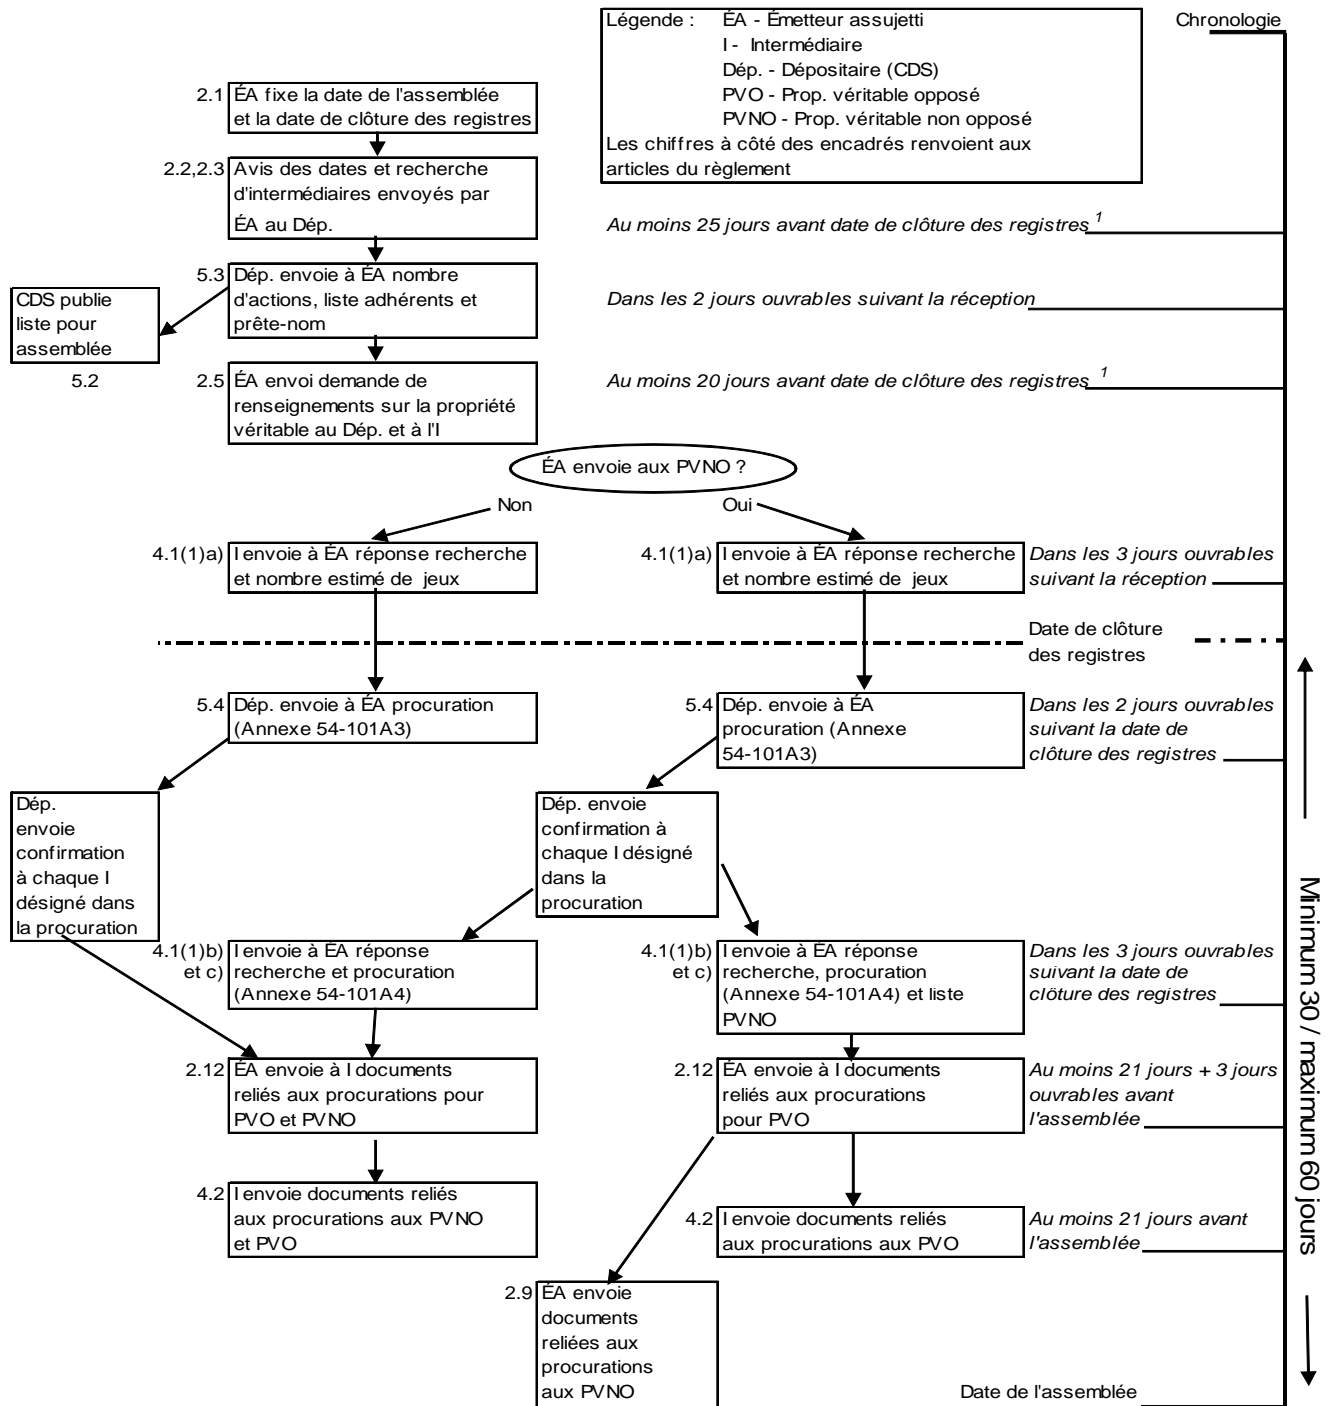 Légende : ÉA - Émetteur assujetti
I - Intermédiaire
Dép. - Dépositaire (CDS)
PVO - Prop. véritable opposé
PVNO - Prop. véritable non opposé
Les chiffres à côté des encadrés renvoient aux
articles du règlement
Chronologie
2.1 ÉA fixe la date de l'assemblée
et la date de clôture des registres
2.2,2.3 Avis des dates et recherche
d'intermédiaires envoyés par
ÉA au Dép.
Au moins 25 jours avant date de clôture des registres 1
5.3 Dép. envoie à ÉA nombre
d'actions, liste adhérents et
prête-nom
Dans les 2 jours ouvrables suivant la réception
CDS publie
liste pour
assemblée
5.2
2.5 ÉA envoi demande de
renseignements sur la propriété
véritable au Dép. et à l'I
Au moins 20 jours avant date de clôture des registres 1
ÉA envoie aux PVNO ?
Non
Oui
4.1(1)a) I envoie à ÉA réponse recherche
et nombre estimé de jeux
4.1(1)a) I envoie à ÉA réponse recherche
et nombre estimé de jeux
Dans les 3 jours ouvrables
suivant la réception
Date de clôture
des registres
5.4 Dép. envoie à ÉA procuration
(Annexe 54-101A3)
5.4 Dép. envoie à ÉA
procuration (Annexe
54-101A3)
Dans les 2 jours ouvrables
suivant la date de
clôture des registres
Dép.
envoie
confirmation
à chaque I
désigné dans
la procuration
Dép. envoie
confirmation à
chaque I désigné
dans la
procuration
4.1(1)b)
et c)
I envoie à ÉA réponse
recherche et procuration
(Annexe 54-101A4)
4.1(1)b)
et c)
I envoie à ÉA réponse
recherche, procuration
(Annexe 54-101A4) et liste
PVNO
Dans les 3 jours ouvrables
suivant la date de
clôture des registres
2.12 ÉA envoie à I documents
reliés aux procurations pour
PVO et PVNO
2.12 ÉA envoie à I documents
reliés aux procurations
pour PVO
Au moins 21 jours + 3 jours
ouvrables avant
l'assemblée
4.2 I envoie documents reliés
aux procurations aux PVNO
et PVO
4.2 I envoie documents reliés
aux procurations aux PVO
Au moins 21 jours avant
l'assemblée
2.9 ÉA envoie
documents
reliées aux
procurations
aux PVNO
Date de l'assemblée
Minimum 30 / maximum 60 jours